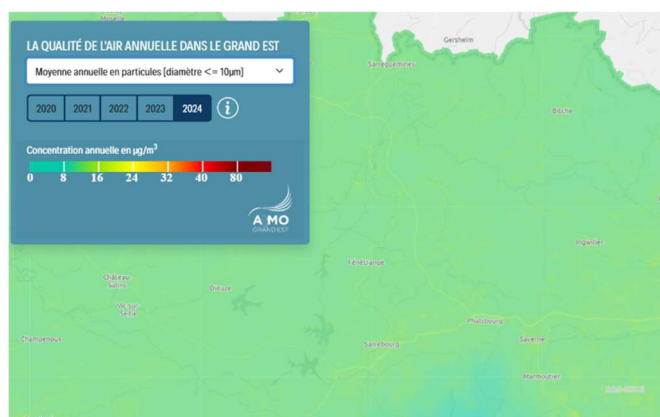 Moselle
LA QUALITÉ DE L'AIR ANNUELLE DANS LE GRAND EST
Moyenne annuelle en particules [diamètre <= 10µm]
2020 2021 2022 2023 2024 i
Concentration annuelle en µg/m³
0 8 16 24 32 40 80
ATMO
GRAND EST
Gersheim
Sarreguemines
Bitche
Ingwiller
Fénétrange
Château-
Salins
Dieuze
Vic-sur-
Seille
Champenoux
Phalsbourg
Sarrebourg
Saverne
Marmoutier